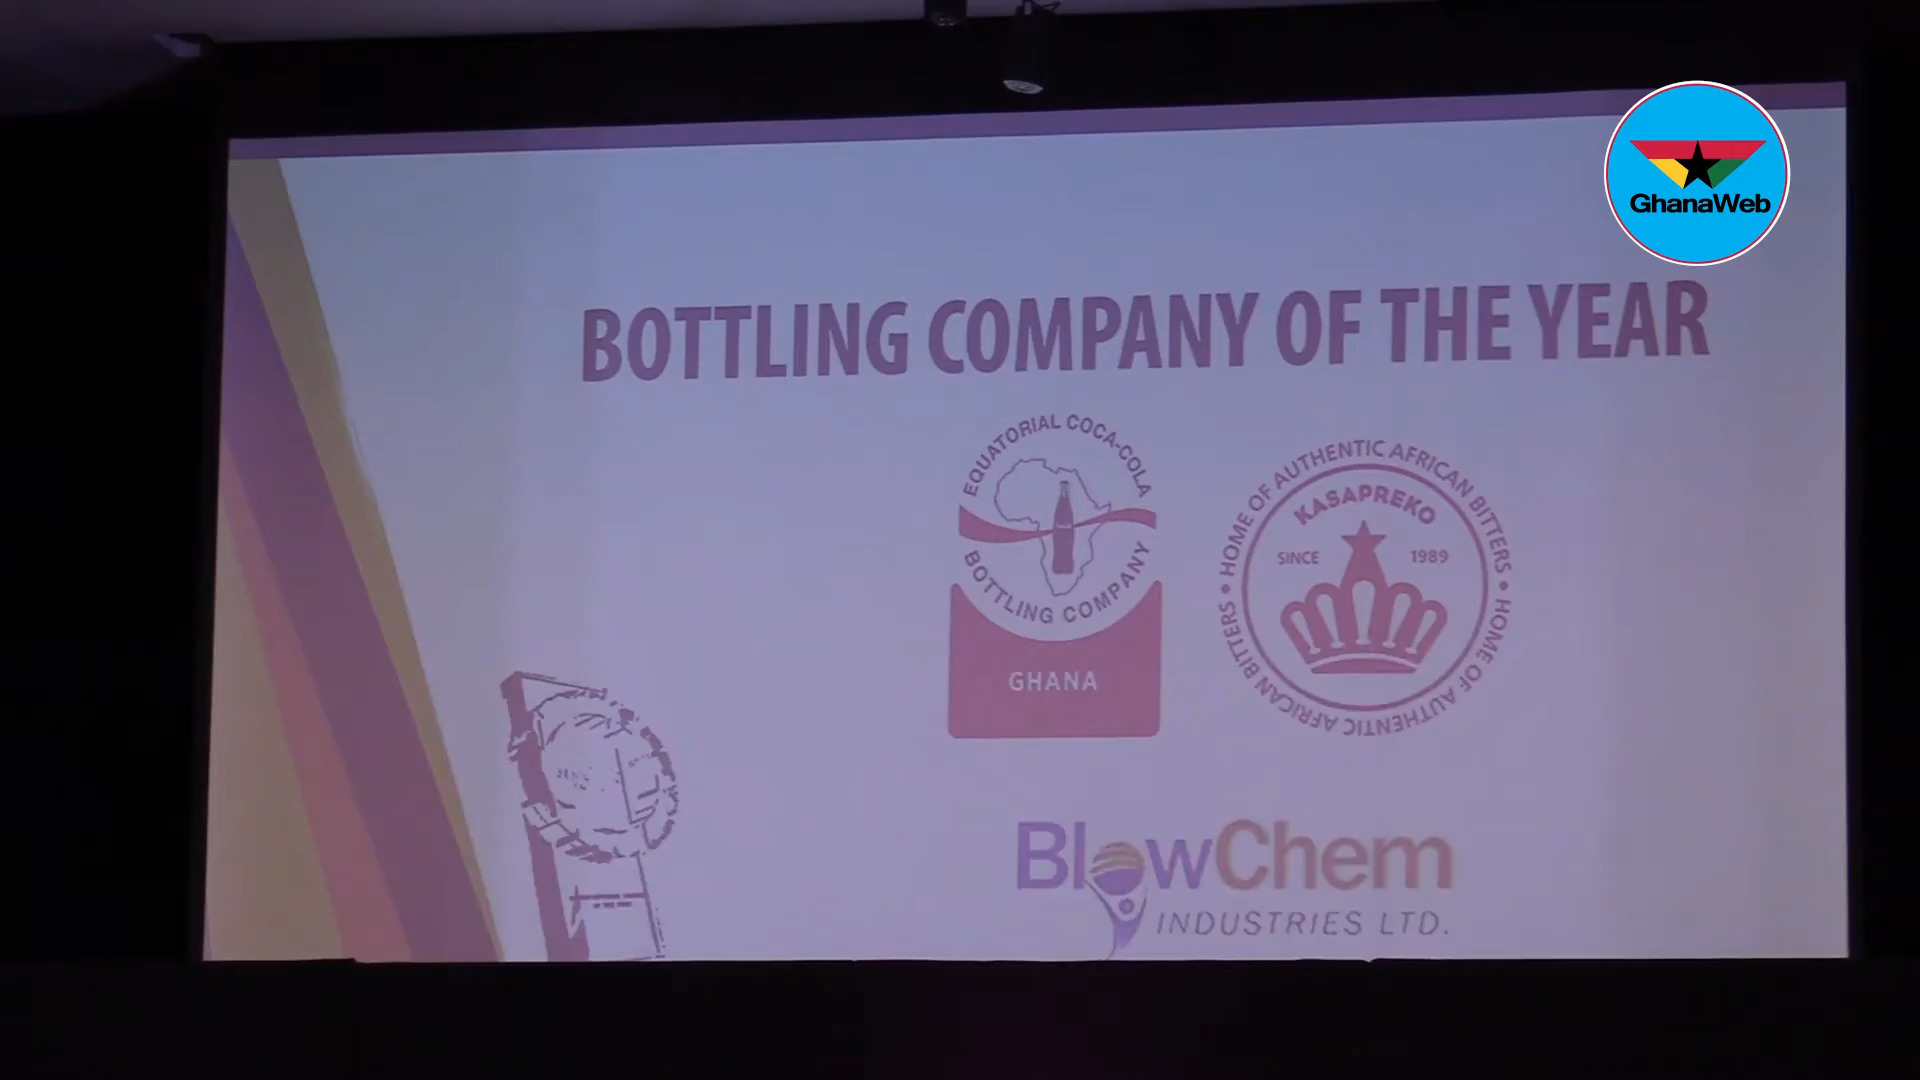 GhanaWeb
BOTTLING COMPANY OF THE YEAR
EQUATORIAL COCA-COLA
BOTTLING COMPANY
GHANA
HOME OF AUTHENTIC AFRICAN BITTERS • HOME OF AUTHENTIC AFRICAN BITTERS •
KASAPREKO
SINCE 1989
BlowChem
INDUSTRIES LTD.